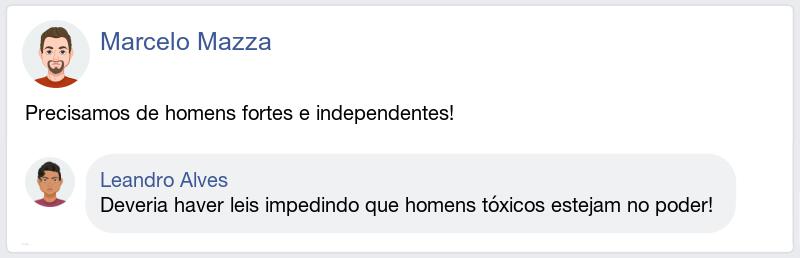 Marcelo Mazza
Precisamos de homens fortes e independentes!
Leandro Alves
Deveria haver leis impedindo que homens tóxicos estejam no poder!